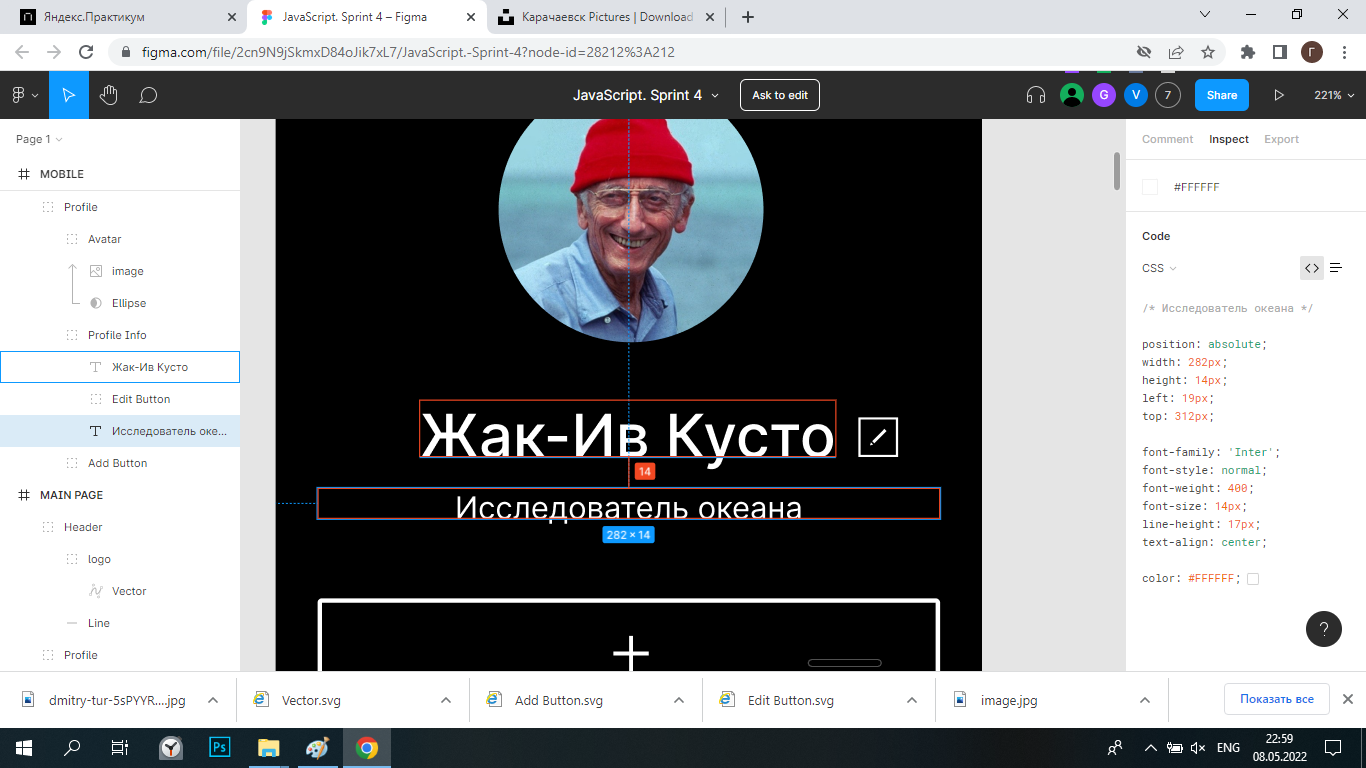 Яндекс.Практикум
JavaScript. Sprint 4 – Figma
Карачаевск Pictures | Download
figma.com/file/2cn9N9jSkmxD84oJik7xL7/JavaScript.-Sprint-4?node-id=28212%3A212
Г
JavaScript. Sprint 4
Ask to edit
G
V
7
Share
221%
Page 1
MOBILE
Profile
Avatar
image
Ellipse
Profile Info
Жак-Ив Кусто
Edit Button
Исследователь оке...
Add Button
MAIN PAGE
Header
logo
Vector
Line
Profile
Жак-Ив Кусто
14
Исследователь океана
282 × 14
Comment
Inspect
Export
#FFFFFF
Code
CSS
/* Исследователь океана */
position: absolute;
width: 282px;
height: 14px;
left: 19px;
top: 312px;
font-family: 'Inter';
font-style: normal;
font-weight: 400;
font-size: 14px;
line-height: 17px;
text-align: center;
color: #FFFFFF;
?
dmitry-tur-5sPYYR....jpg
Vector.svg
Add Button.svg
Edit Button.svg
image.jpg
Показать все
Ps
ENG
22:59
08.05.2022